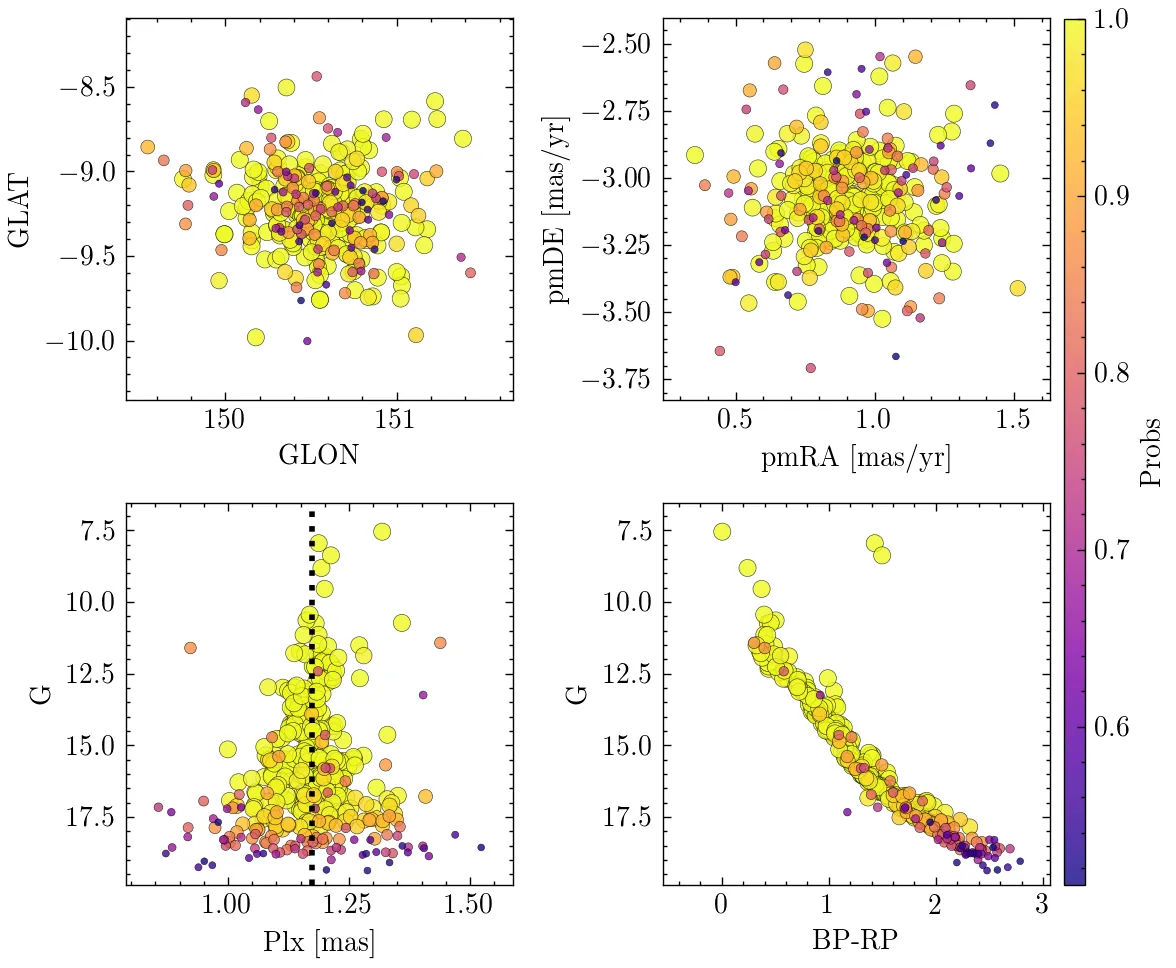 −8.5
−9.0
−9.5
−10.0
GLAT
150 151
GLON
−2.50
−2.75
−3.00
−3.25
−3.50
−3.75
pmDE [mas/yr]
0.5 1.0 1.5
pmRA [mas/yr]
1.0
0.9
0.8
0.7
0.6
Probs
7.5
10.0
12.5
15.0
17.5
G
1.00 1.25 1.50
Plx [mas]
7.5
10.0
12.5
15.0
17.5
G
0 1 2 3
BP-RP